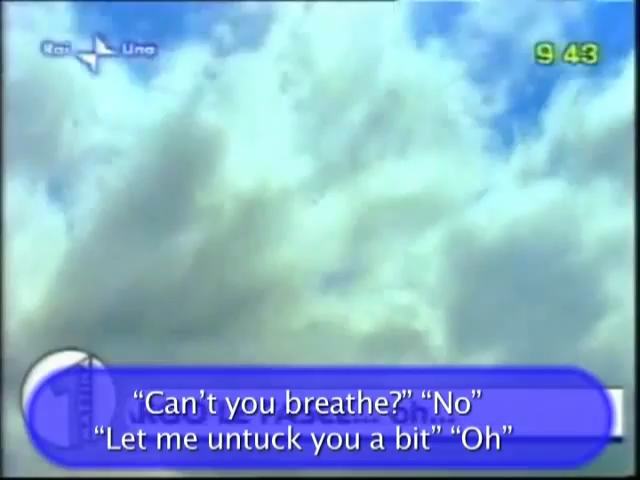 Rai Uno
9 43
“Can’t you breathe?” “No”
“Let me untuck you a bit” “Oh”